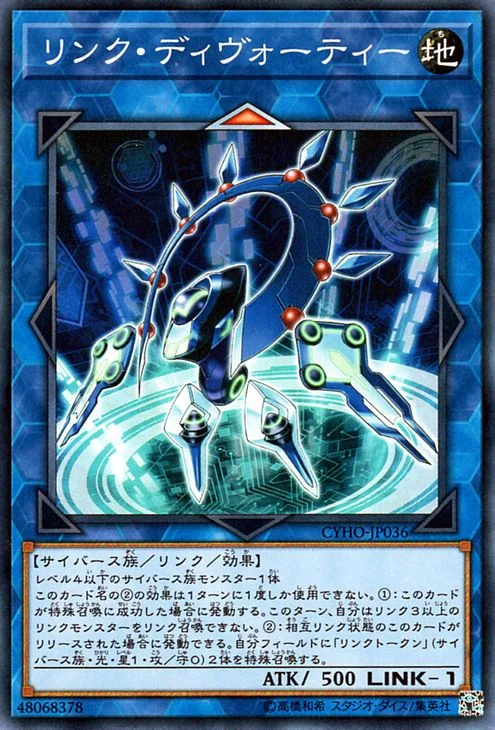 リンク・ディヴォーティー
地
CYHO-JP036
【サイバース族／リンク／効果】
レベル4以下のサイバース族モンスター1体
このカード名の②の効果は1ターンに1度しか使用できない。①：このカード
が特殊召喚に成功した場合に発動する。このターン、自分はリンク3以上の
リンクモンスターをリンク召喚できない。②：相互リンク状態のこのカードが
リリースされた場合に発動できる。自分フィールドに「リンクトークン」（サイバー
ス族・光・星1・攻／守0）2体を特殊召喚する。
ATK/ 500 LINK-1
48068378 ©高橋和希 スタジオ・ダイス/集英社